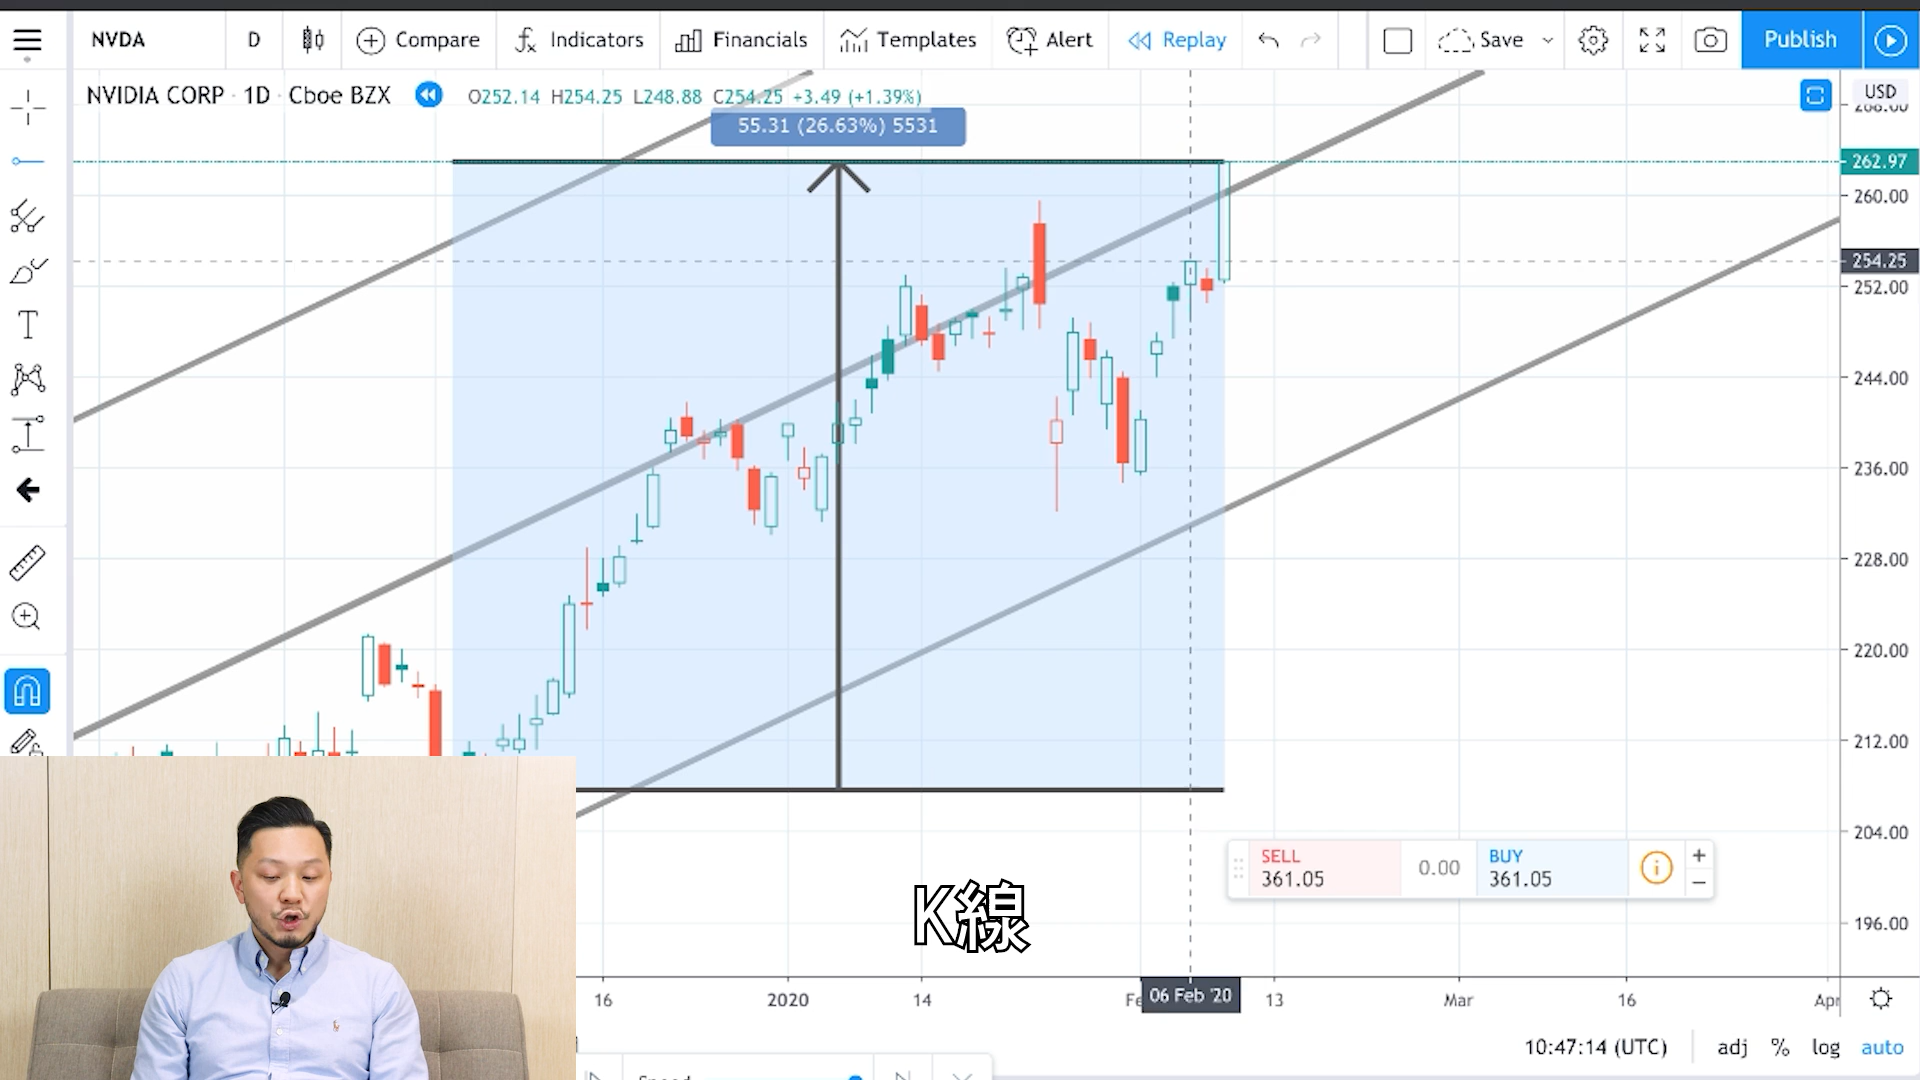 NVDA D Compare Indicators Financials Templates Alert Replay Save Publish
NVIDIA CORP · 1D · Cboe BZX O252.14 H254.25 L248.88 C254.25 +3.49 (+1.39%)
USD
55.31 (26.63%) 5531
262.97
260.00
254.25
252.00
244.00
236.00
228.00
220.00
212.00
204.00
196.00
SELL
361.05
0.00
BUY
361.05
K線
16 2020 14 06 Feb '20 13 Mar 16 Apr
10:47:14 (UTC) adj % log auto